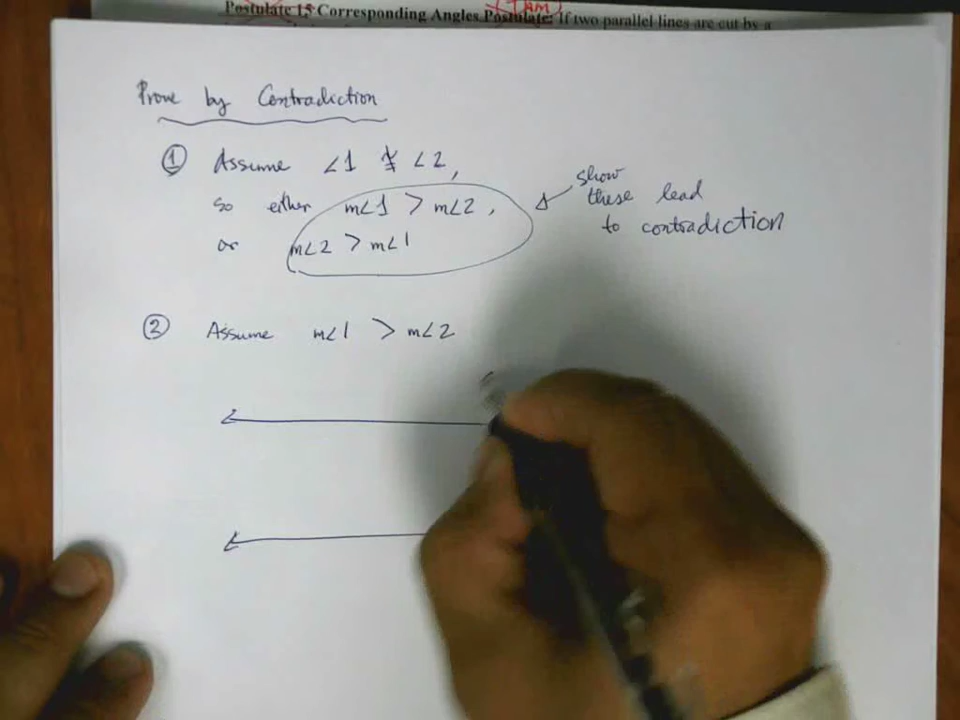 Postulate 15 Corresponding Angles Postulate: If two parallel lines are cut by a
Prove by Contradiction
① Assume ∠1 ≇ ∠2,
so either m∠1 > m∠2,
or m∠2 > m∠1
show
these lead
to contradiction
② Assume m∠1 > m∠2